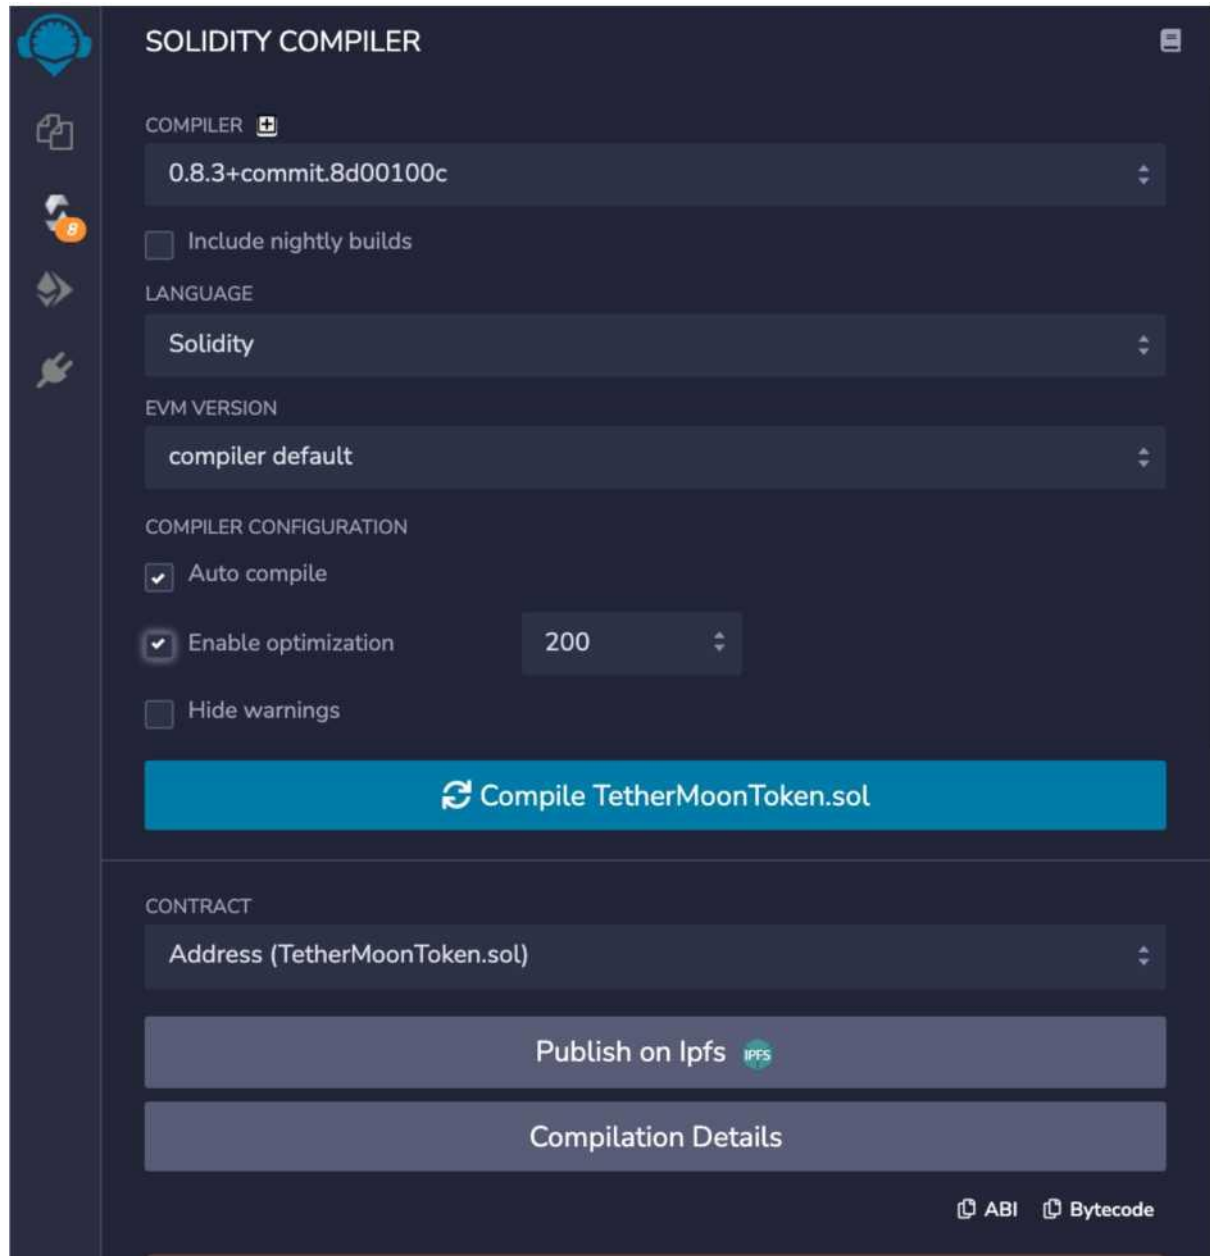 SOLIDITY COMPILER
COMPILER
0.8.3+commit.8d00100c
Include nightly builds
LANGUAGE
Solidity
EVM VERSION
compiler default
COMPILER CONFIGURATION
Auto compile
Enable optimization 200
Hide warnings
Compile TetherMoonToken.sol
CONTRACT
Address (TetherMoonToken.sol)
Publish on Ipfs IPFS
Compilation Details
ABI Bytecode
8